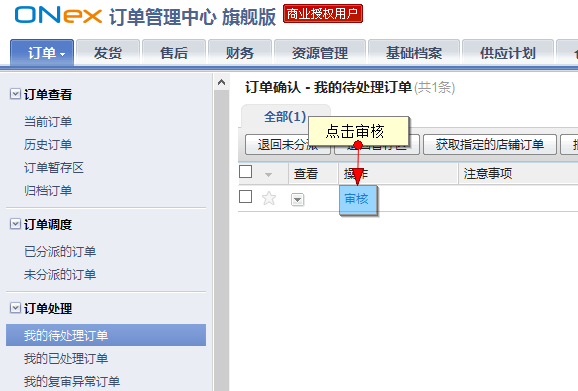 ONex 订单管理中心 旗舰版 商业授权用户
订单 发货 售后 财务 资源管理 基础档案 供应计划
订单查看
当前订单
历史订单
订单暂存区
归档订单
订单调度
已分派的订单
未分派的订单
订单处理
我的待处理订单
我的已处理订单
我的复审异常订单
订单确认 - 我的待处理订单 (共1条)
全部(1)
点击审核
退回未分派 获取指定的店铺订单
查看 操作 注意事项
审核